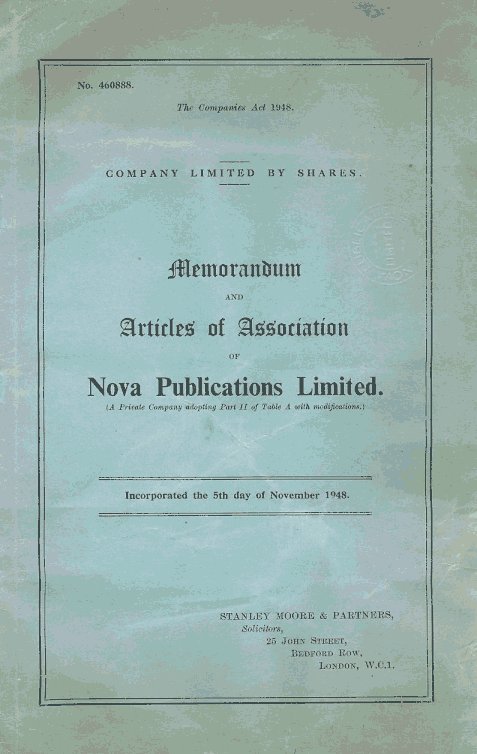 No. 460888.
The Companies Act 1948.
COMPANY LIMITED BY SHARES.
Memorandum
AND
Articles of Association
OF
Nova Publications Limited.
(A Private Company adopting Part II of Table A with modifications.)
Incorporated the 5th day of November 1948.
STANLEY MOORE & PARTNERS,
Solicitors,
25 JOHN STREET,
BEDFORD ROW,
LONDON, W.C.1.